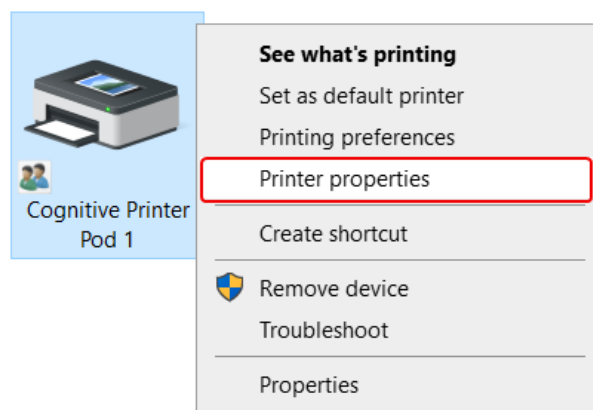 See what's printing
Set as default printer
Printing preferences
Printer properties
Create shortcut
Remove device
Troubleshoot
Properties
Cognitive Printer
Pod 1